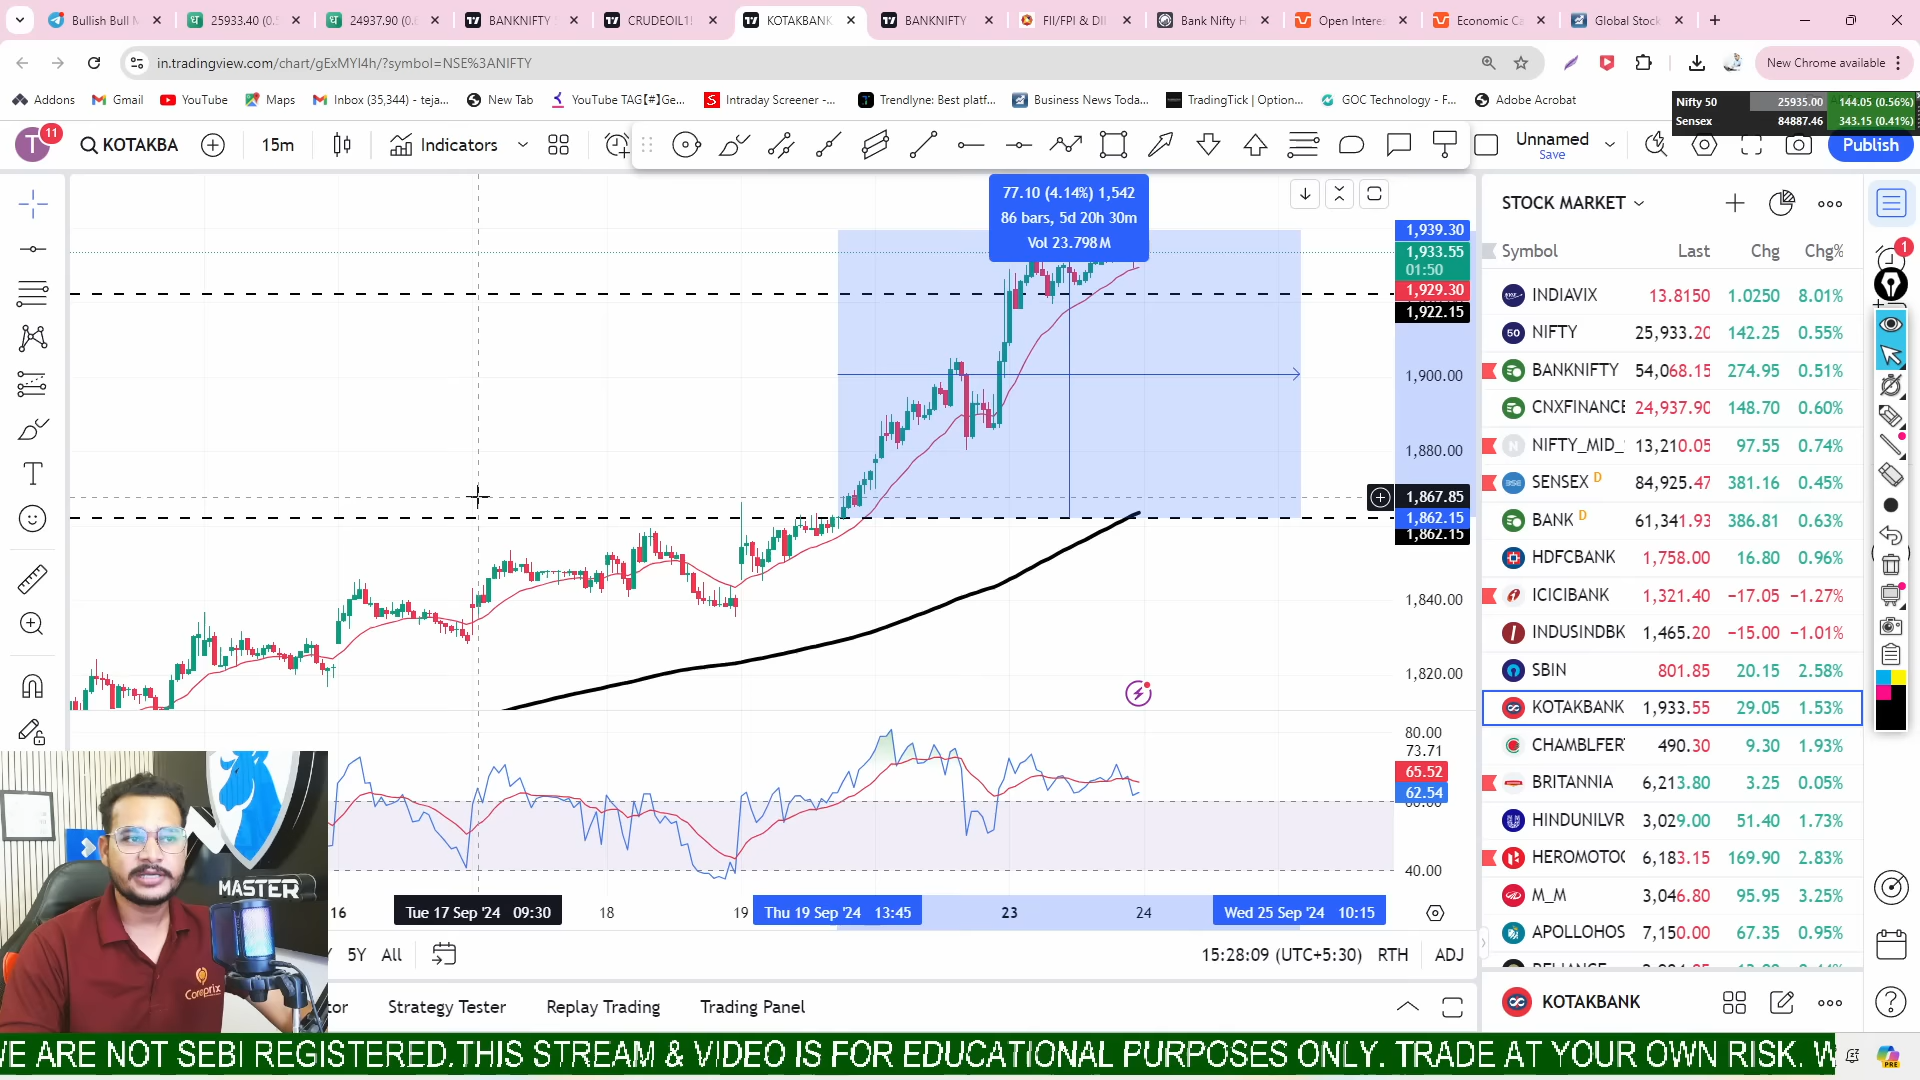 Bullish Bull M
25933.40 (0.5
24937.90 (0.6
BANKNIFTY
CRUDEOIL1
KOTAKBANK
BANKNIFTY
FII/FPI & DII
Bank Nifty H
Open Intere
Economic C
Global Stock
in.tradingview.com/chart/gExMYI4h/?symbol=NSE%3ANIFTY
New Chrome available
Addons
Gmail
YouTube
Maps
Inbox (35,344) - teja...
New Tab
YouTube TAG【#】Ge...
Intraday Screener -...
Trendlyne: Best platf...
Business News Toda...
TradingTick | Option...
GOC Technology - F...
Adobe Acrobat
Nifty 50 25935.00 144.05 (0.56%)
Sensex 84887.46 343.15 (0.41%)
T 11
KOTAKBA
15m
Indicators
Unnamed
Save
Publish
77.10 (4.14%) 1,542
86 bars, 5d 20h 30m
Vol 23.798M
1,939.30
1,933.55
01:50
1,929.30
1,922.15
1,900.00
1,880.00
1,867.85
1,862.15
1,862.15
1,840.00
1,820.00
80.00
73.71
65.52
62.54
60.00
40.00
16 Tue 17 Sep '24 09:30 18 19 Thu 19 Sep '24 13:45 23 24 Wed 25 Sep '24 10:15
5Y All
15:28:09 (UTC+5:30) RTH ADJ
tor Strategy Tester Replay Trading Trading Panel
STOCK MARKET
Symbol Last Chg Chg%
INDIAVIX 13.8150 1.0250 8.01%
50 NIFTY 25,933.20 142.25 0.55%
BANKNIFTY 54,068.15 274.95 0.51%
CNXFINANCE 24,937.90 148.70 0.60%
N NIFTY_MID_ 13,210.05 97.55 0.74%
SENSEX D 84,925.47 381.16 0.45%
BANK D 61,341.93 386.81 0.63%
HDFCBANK 1,758.00 16.80 0.96%
ICICIBANK 1,321.40 −17.05 −1.27%
INDUSINDBK 1,465.20 −15.00 −1.01%
SBIN 801.85 20.15 2.58%
KOTAKBANK 1,933.55 29.05 1.53%
CHAMBLFER 490.30 9.30 1.93%
BRITANNIA 6,213.80 3.25 0.05%
HINDUNILVR 3,029.00 51.40 1.73%
HEROMOTOC 6,183.15 169.90 2.83%
M_M 3,046.80 95.95 3.25%
APOLLOHOS 7,150.00 67.35 0.95%
KOTAKBANK
1
MASTER
Coreprix
WE ARE NOT SEBI REGISTERED.THIS STREAM & VIDEO IS FOR EDUCATIONAL PURPOSES ONLY. TRADE AT YOUR OWN RISK. W
PRE